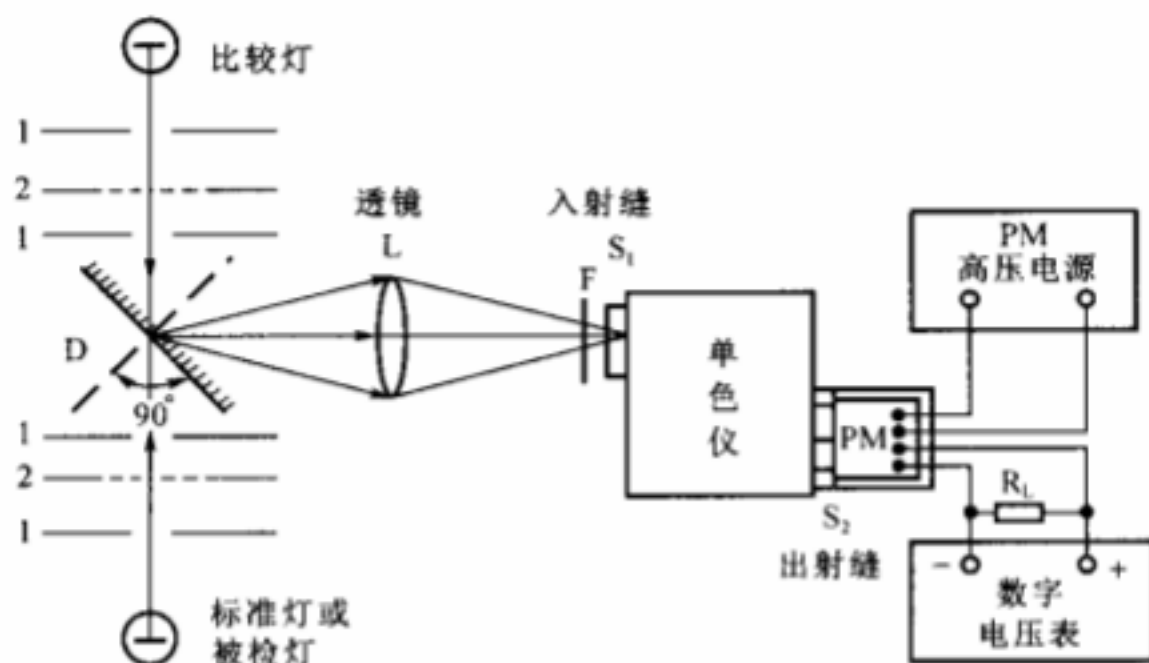 比较灯
1
2
1
透镜
L
入射缝
S₁
F
PM
高压电源
D
90°
单色仪
PM
1
2
1
R_L
S₂
出射缝
－
+
数字
电压表
标准灯或
被检灯